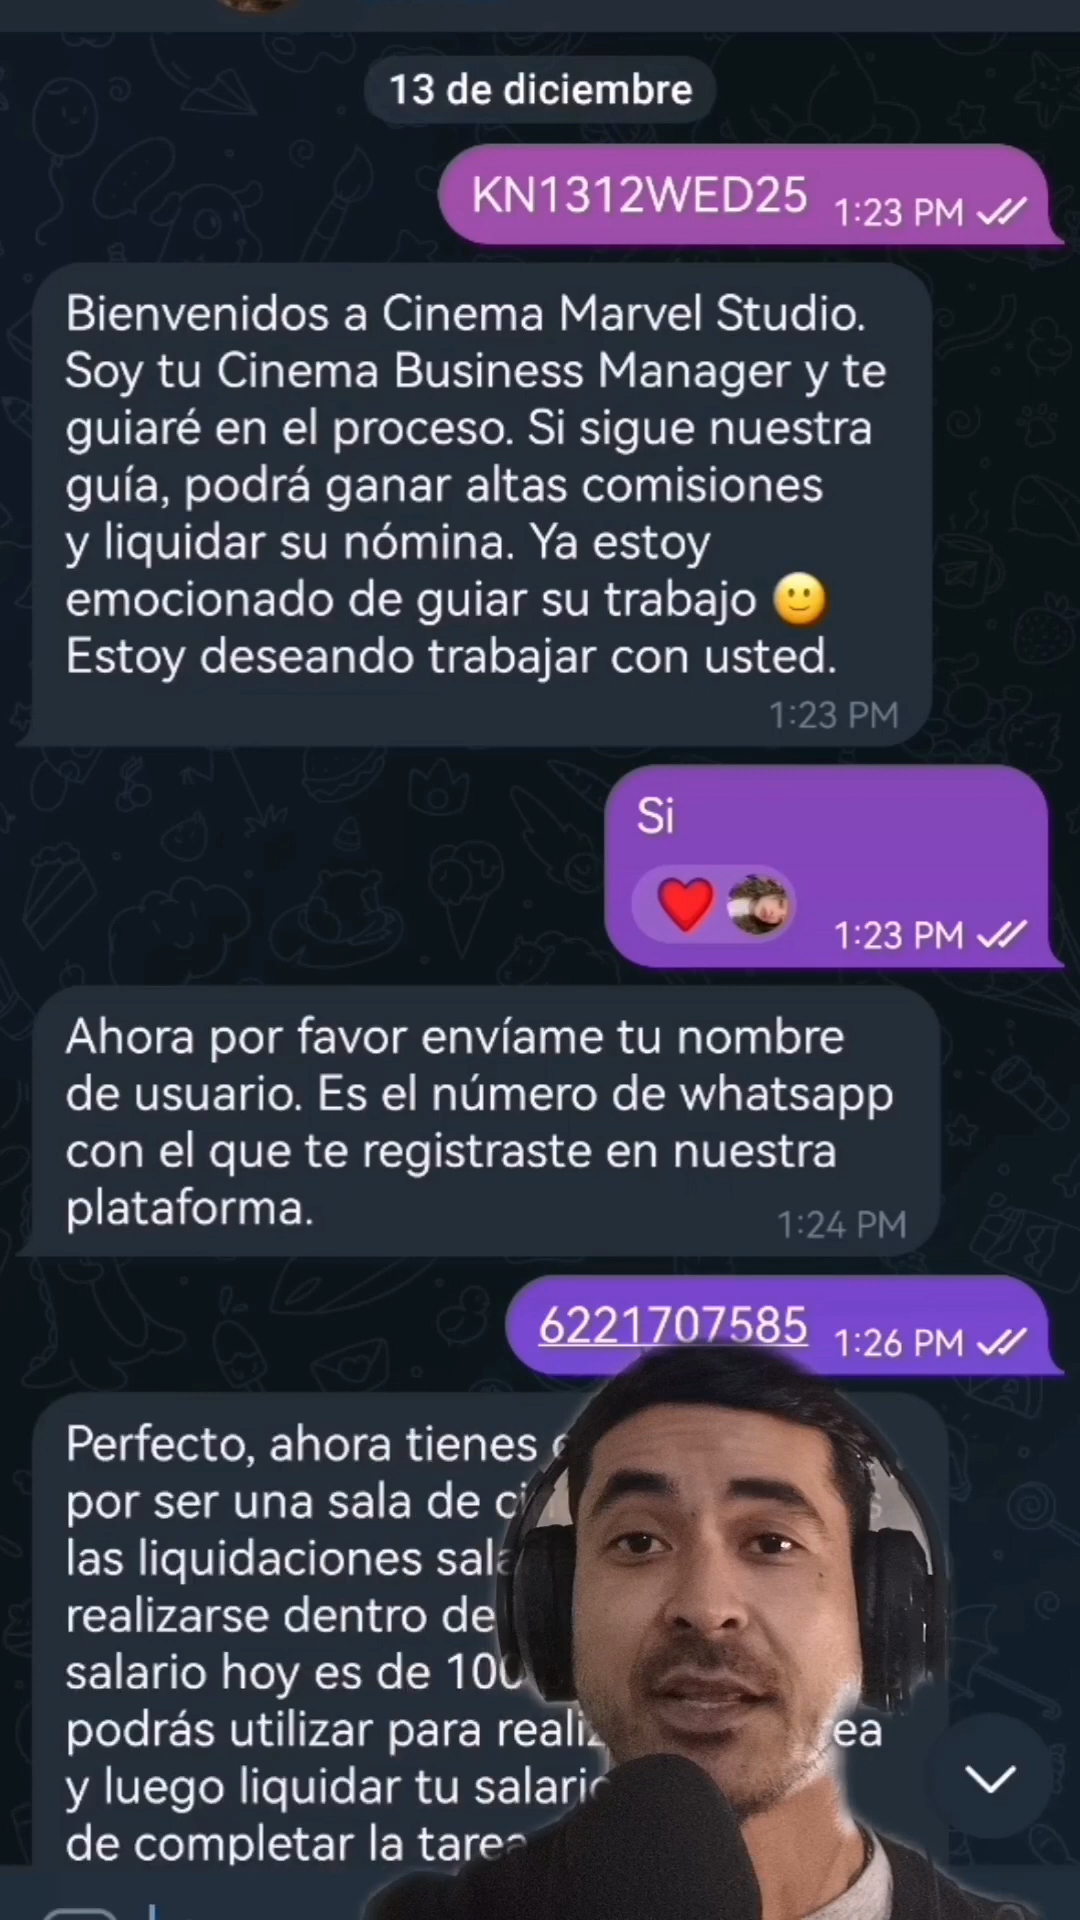 13 de diciembre
KN1312WED25 1:23 PM
Bienvenidos a Cinema Marvel Studio.
Soy tu Cinema Business Manager y te
guiaré en el proceso. Si sigue nuestra
guía, podrá ganar altas comisiones
y liquidar su nómina. Ya estoy
emocionado de guiar su trabajo 🙂
Estoy deseando trabajar con usted.
1:23 PM
Si
1:23 PM
Ahora por favor envíame tu nombre
de usuario. Es el número de whatsapp
con el que te registraste en nuestra
plataforma.
1:24 PM
6221707585 1:26 PM
Perfecto, ahora tienes
por ser una sala de
las liquidaciones
realizarse dentro de
salario hoy es de
podrás utilizar para
y luego liquidar tu
de completar la